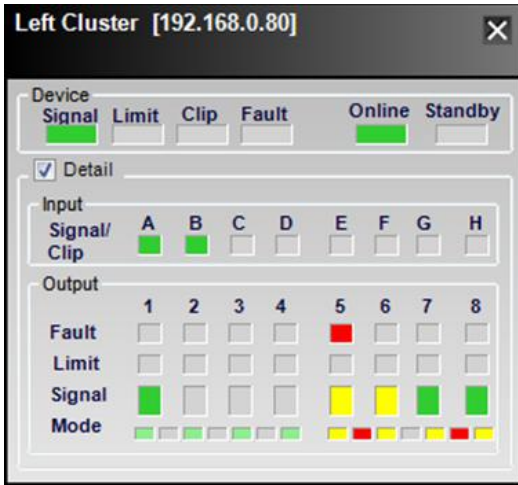 Left Cluster [192.168.0.80]
Device
Signal Limit Clip Fault Online Standby
Detail
Input
Signal/ A B C D E F G H
Clip
Output
1 2 3 4 5 6 7 8
Fault
Limit
Signal
Mode